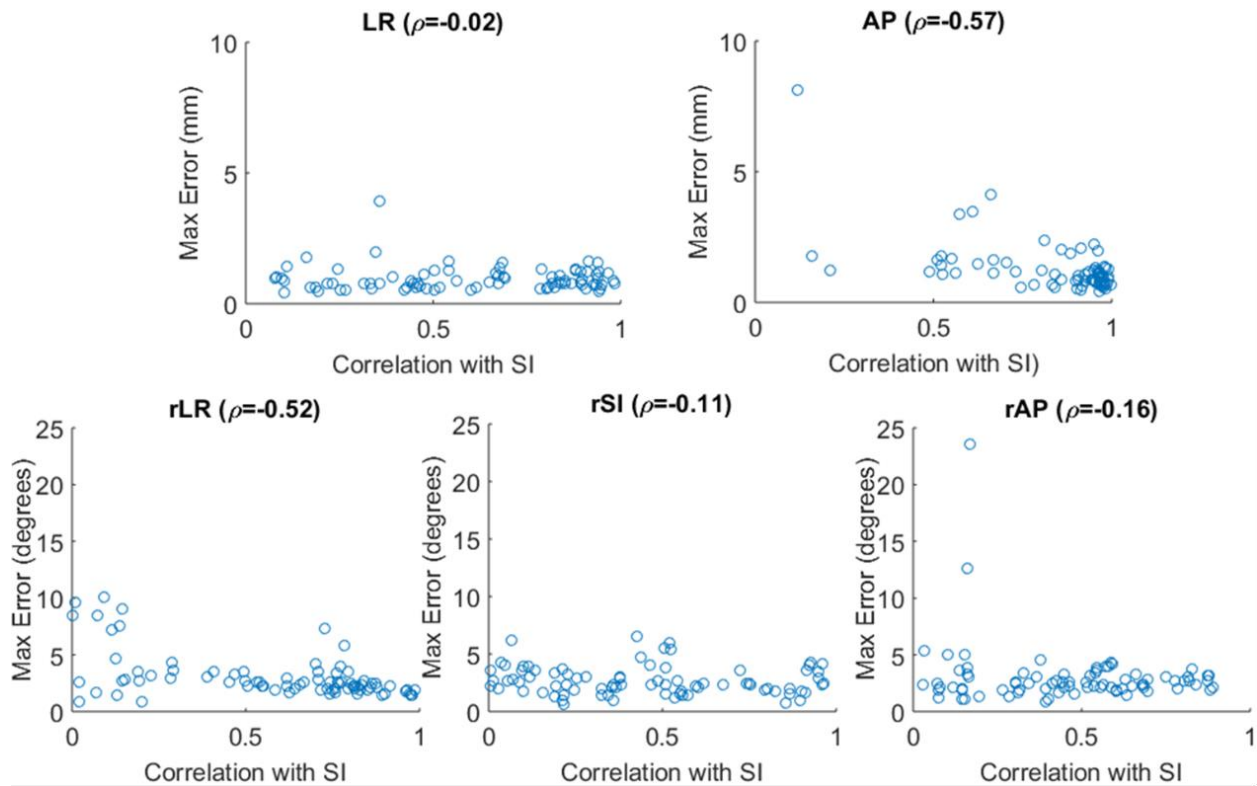 LR (ρ=-0.02)
10
5
0
0 0.5 1
Max Error (mm)
Correlation with SI
AP (ρ=-0.57)
10
5
0
0 0.5 1
Max Error (mm)
Correlation with SI)
rLR (ρ=-0.52)
25
20
15
10
5
0
0 0.5 1
Max Error (degrees)
Correlation with SI
rSI (ρ=-0.11)
25
20
15
10
5
0
0 0.5 1
Max Error (degrees)
Correlation with SI
rAP (ρ=-0.16)
25
20
15
10
5
0
0 0.5 1
Max Error (degrees)
Correlation with SI